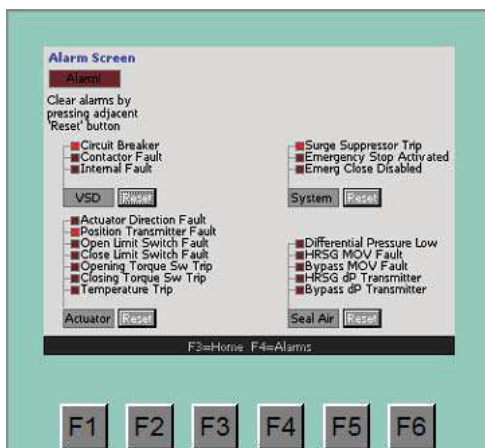 Alarm Screen
Alarm!
Clear alarms by
pressing adjacent
'Reset' button
Circuit Breaker
Contactor Fault
Internal Fault
VSD Reset
Surge Suppressor Trip
Emergency Stop Activated
Emerg Close Disabled
System Reset
Actuator Direction Fault
Position Transmitter Fault
Open Limit Switch Fault
Close Limit Switch Fault
Opening Torque Sw Trip
Closing Torque Sw Trip
Temperature Trip
Actuator Reset
Differential Pressure Low
HRSG MOV Fault
Bypass MOV Fault
HRSG dP Transmitter
Bypass dP Transmitter
Seal Air Reset
F3=Home F4=Alarms
F1 F2 F3 F4 F5 F6